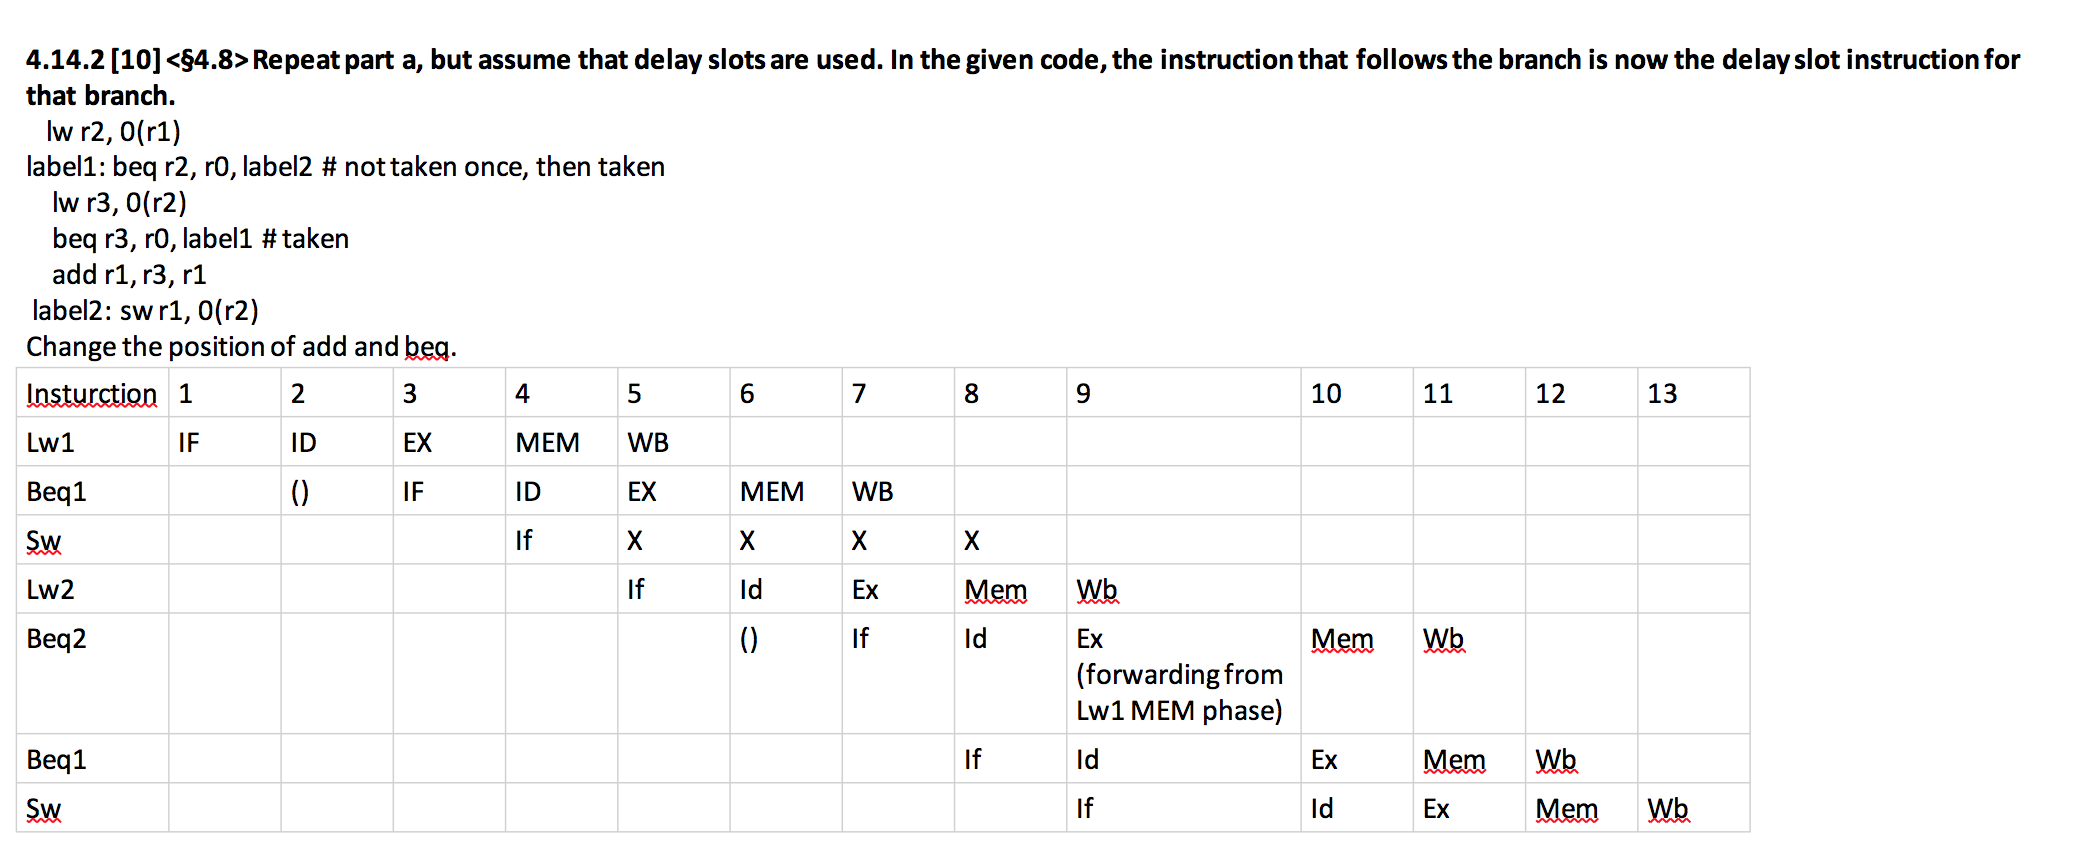 4.14.2 [10] <§4.8> Repeat part a, but assume that delay slots are used. In the given code, the instruction that follows the branch is now the delay slot instruction for
that branch.
lw r2, 0(r1)
label1: beq r2, r0, label2 # not taken once, then taken
lw r3, 0(r2)
beq r3, r0, label1 # taken
add r1, r3, r1
label2: sw r1, 0(r2)
Change the position of add and beq.
Insturction 1 2 3 4 5 6 7 8 9 10 11 12 13
Lw1 IF ID EX MEM WB
Beq1 () IF ID EX MEM WB
Sw If X X X X
Lw2 If Id Ex Mem Wb
Beq2 () If Id Ex Mem Wb
(forwarding from
Lw1 MEM phase)
Beq1 If Id Ex Mem Wb
Sw If Id Ex Mem Wb